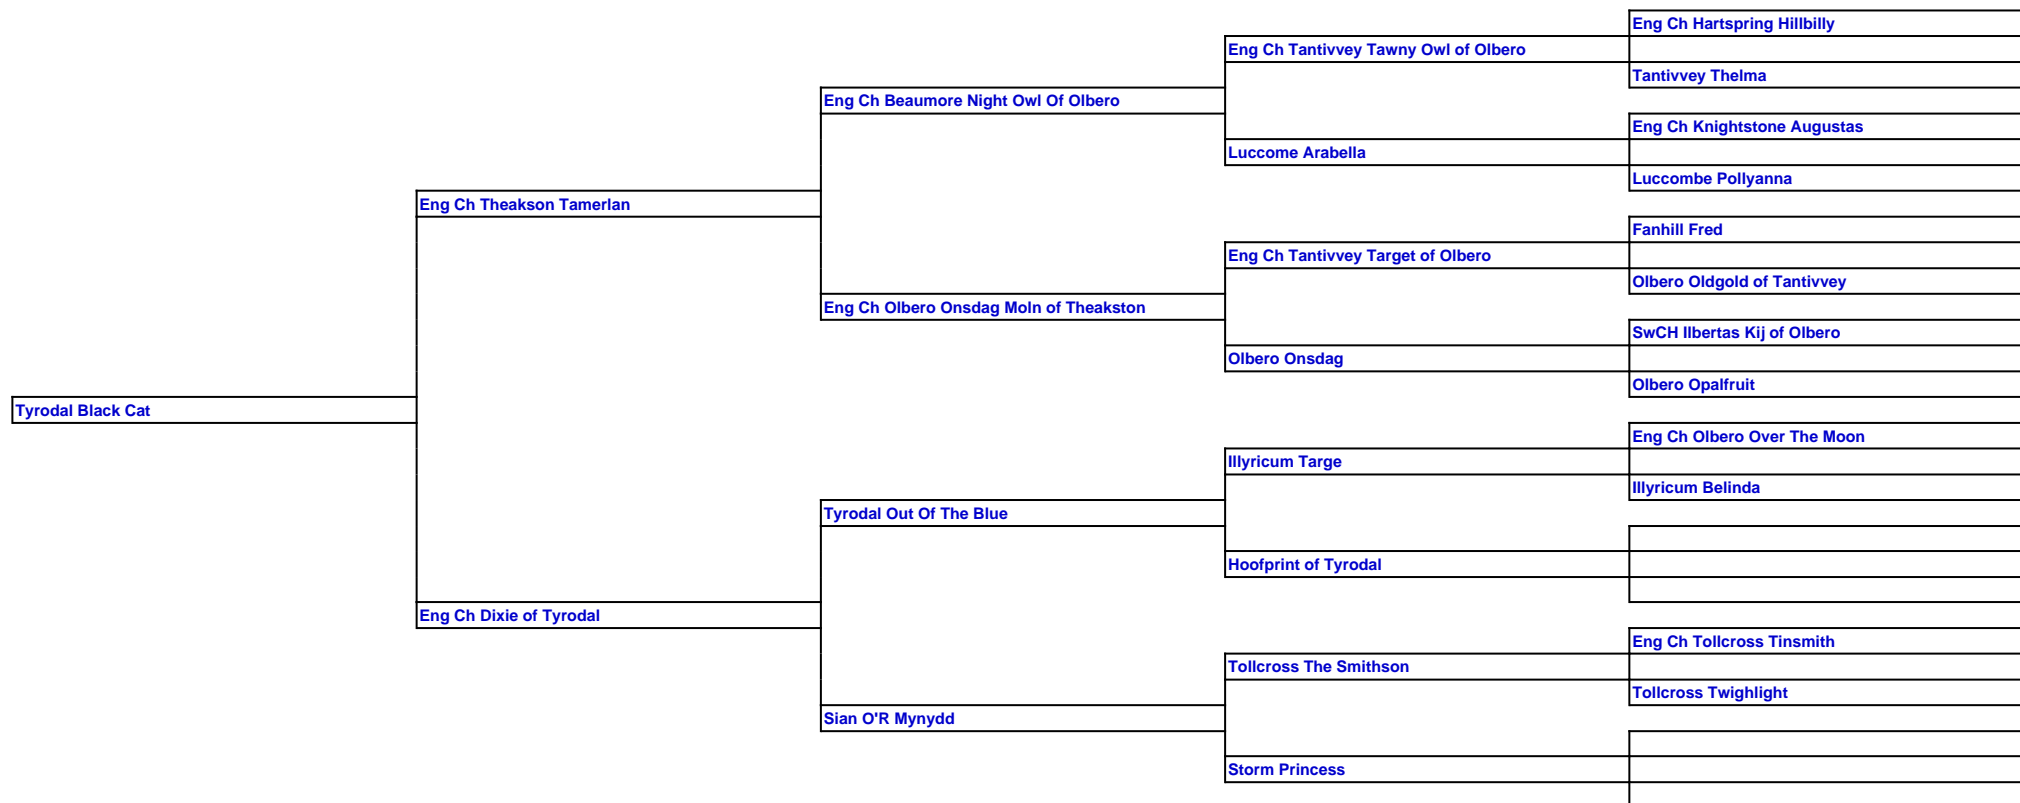 Eng Ch Hartspring Hillbilly
Eng Ch Tantivvey Tawny Owl of Olbero
Tantivvey Thelma
Eng Ch Beaumore Night Owl Of Olbero
Eng Ch Knightstone Augustas
Luccome Arabella
Luccombe Pollyanna
Eng Ch Theakson Tamerlan
Fanhill Fred
Eng Ch Tantivvey Target of Olbero
Olbero Oldgold of Tantivvey
Eng Ch Olbero Onsdag Moln of Theakston
SwCH Ilbertas Kij of Olbero
Olbero Onsdag
Olbero Opalfruit
Tyrodal Black Cat
Eng Ch Olbero Over The Moon
Illyricum Targe
Illyricum Belinda
Tyrodal Out Of The Blue
Hoofprint of Tyrodal
Eng Ch Dixie of Tyrodal
Eng Ch Tollcross Tinsmith
Tollcross The Smithson
Tollcross Twighlight
Sian O'R Mynydd
Storm Princess